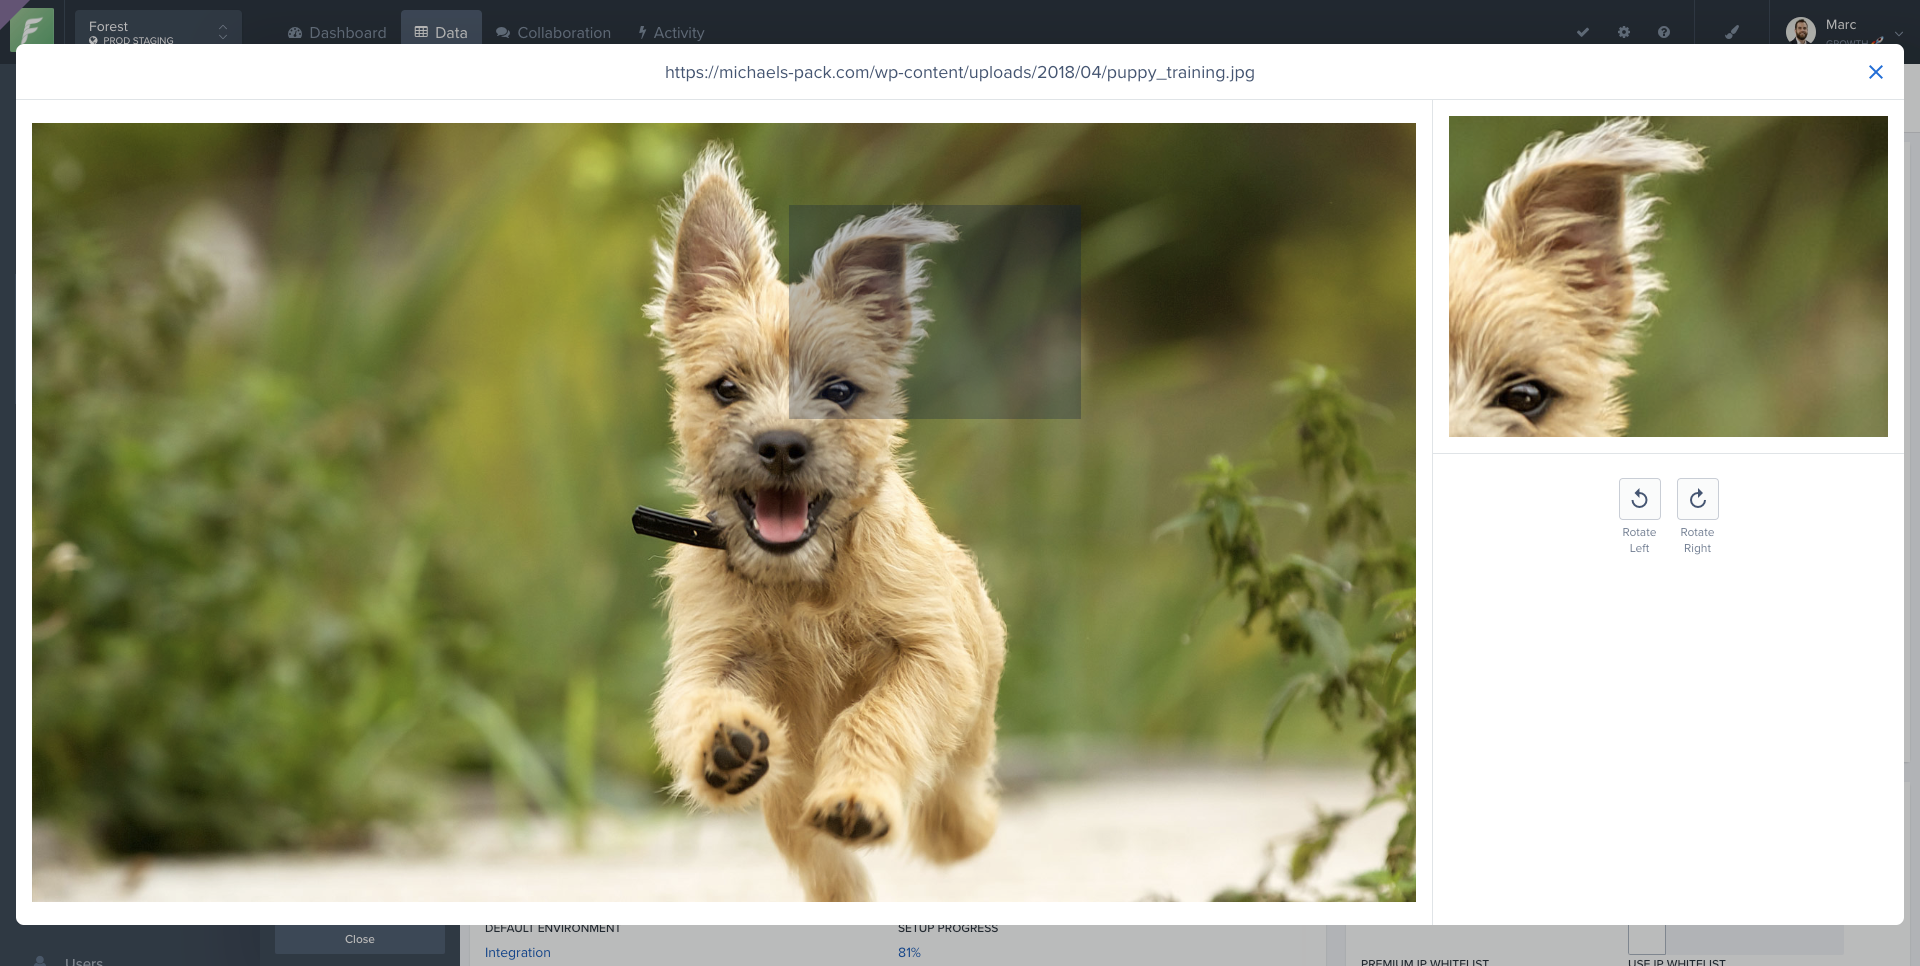 Forest
PROD STAGING
Dashboard
Data
Collaboration
Activity
Marc
GROWTH
https://michaels-pack.com/wp-content/uploads/2018/04/puppy_training.jpg
Rotate
Left
Rotate
Right
Close
Users
DEFAULT ENVIRONMENT
Integration
SETUP PROGRESS
81%
PREMIUM IP WHITELIST
USE IP WHITELIST